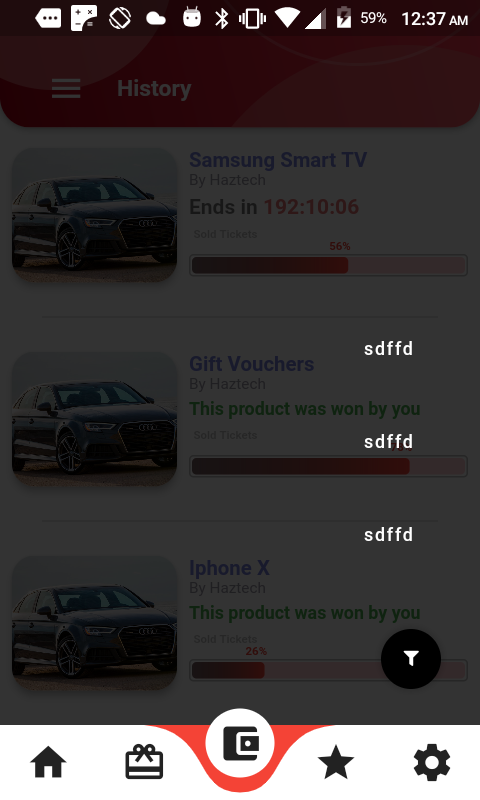 59% 12:37 AM
History
Samsung Smart TV
By Haztech
Ends in 192:10:06
Sold Tickets
56%
sdffd
Gift Vouchers
By Haztech
This product was won by you
Sold Tickets
sdffd
sdffd
Iphone X
By Haztech
This product was won by you
Sold Tickets
26%